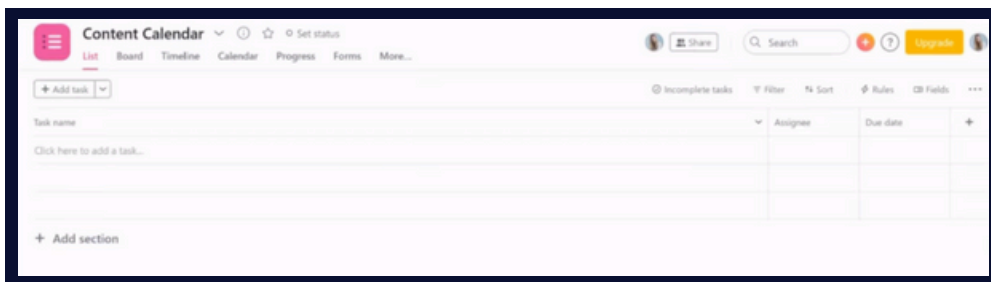 Content Calendar Set status
Share Search ? Upgrade
List Board Timeline Calendar Progress Forms More...
+ Add task Incomplete tasks Filter Sort Rules Fields ...
Task name Assignee Due date +
Click here to add a task...
+ Add section